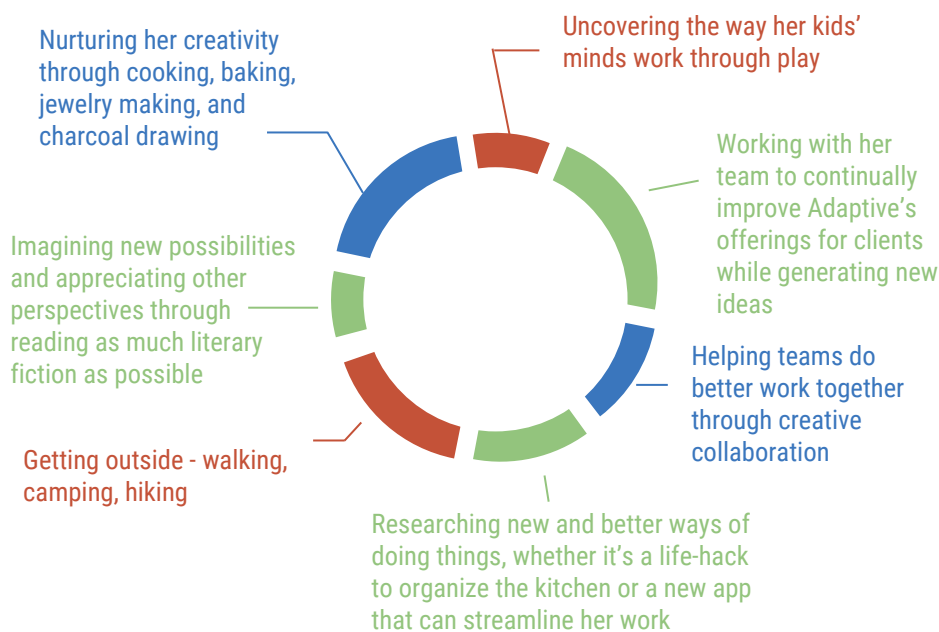 Nurturing her creativity
through cooking, baking,
jewelry making, and
charcoal drawing
Uncovering the way her kids’
minds work through play
Working with her
team to continually
improve Adaptive’s
offerings for clients
while generating new
ideas
Helping teams do
better work together
through creative
collaboration
Researching new and better ways of
doing things, whether it’s a life-hack
to organize the kitchen or a new app
that can streamline her work
Getting outside - walking,
camping, hiking
Imagining new possibilities
and appreciating other
perspectives through
reading as much literary
fiction as possible